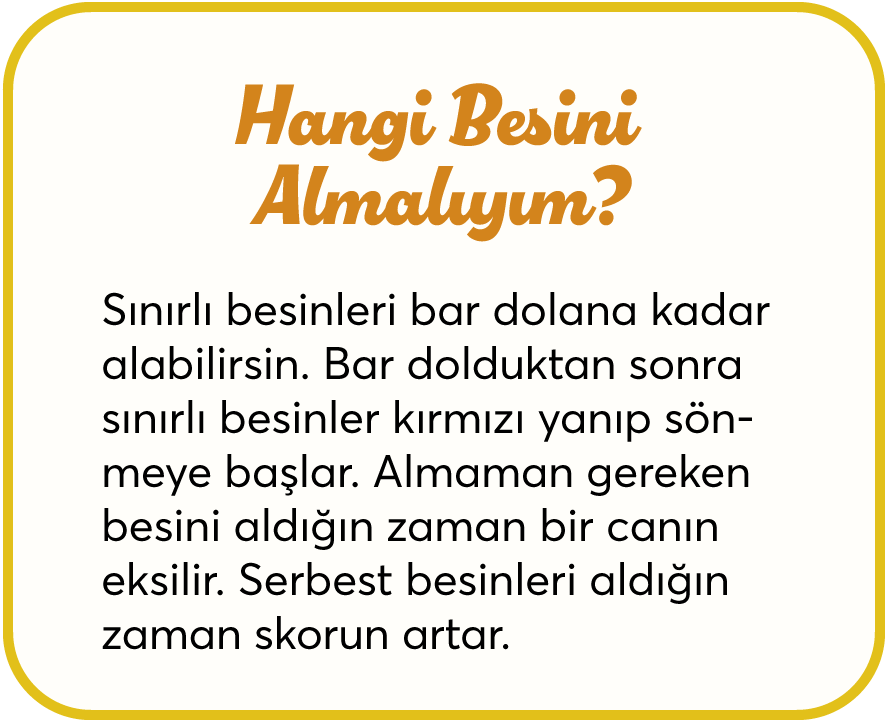 Hangi Besini
Almalıyım?
Sınırlı besinleri bar dolana kadar
alabilirsin. Bar dolduktan sonra
sınırlı besinler kırmızı yanıp sön-
meye başlar. Almaman gereken
besini aldığın zaman bir canın
eksilir. Serbest besinleri aldığın
zaman skorun artar.